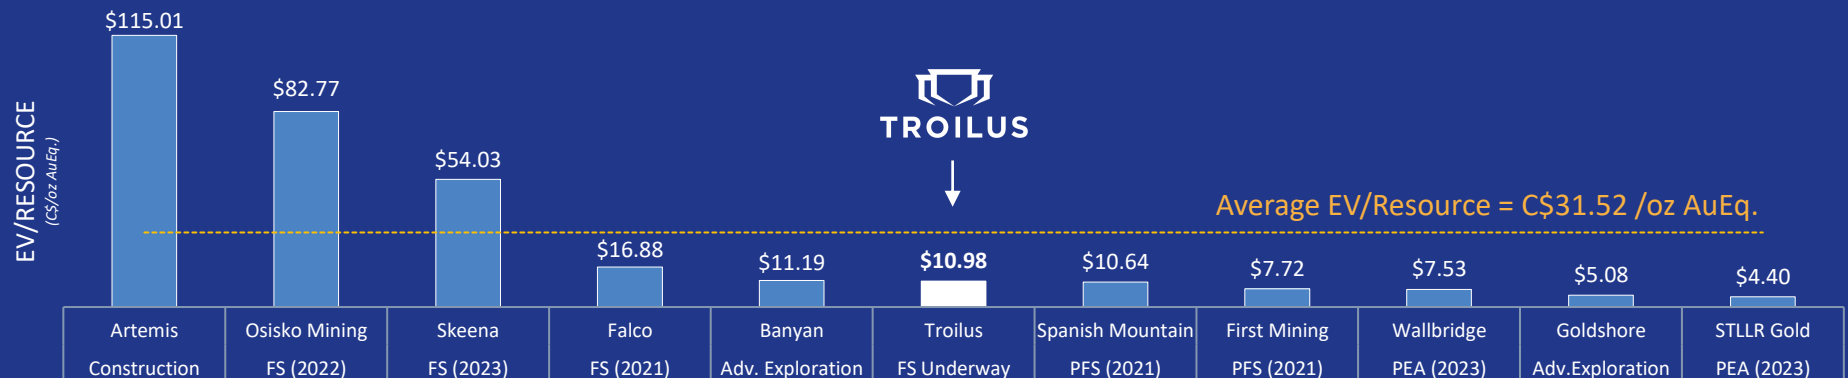 $115.01
$82.77
$54.03
$16.88
$11.19
$10.98
$10.64
$7.72
$7.53
$5.08
$4.40
EV/RESOURCE
(C$/oz AuEq.)
TROILUS
Average EV/Resource = C$31.52 /oz AuEq.
Artemis Osisko Mining Skeena Falco Banyan Troilus Spanish Mountain First Mining Wallbridge Goldshore STLLR Gold
Construction FS (2022) FS (2023) FS (2021) Adv. Exploration FS Underway PFS (2021) PFS (2021) PEA (2023) Adv.Exploration PEA (2023)